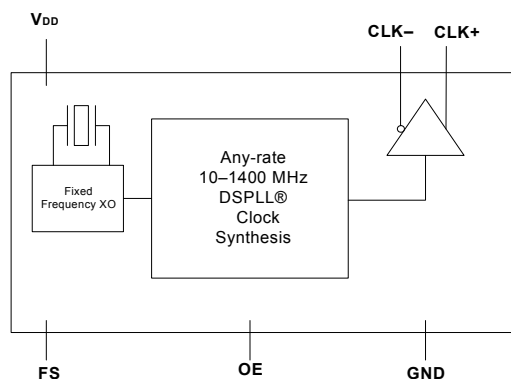 VDD
CLK– CLK+
Fixed
Frequency XO
Any-rate
10–1400 MHz
DSPLL®
Clock
Synthesis
FS OE GND